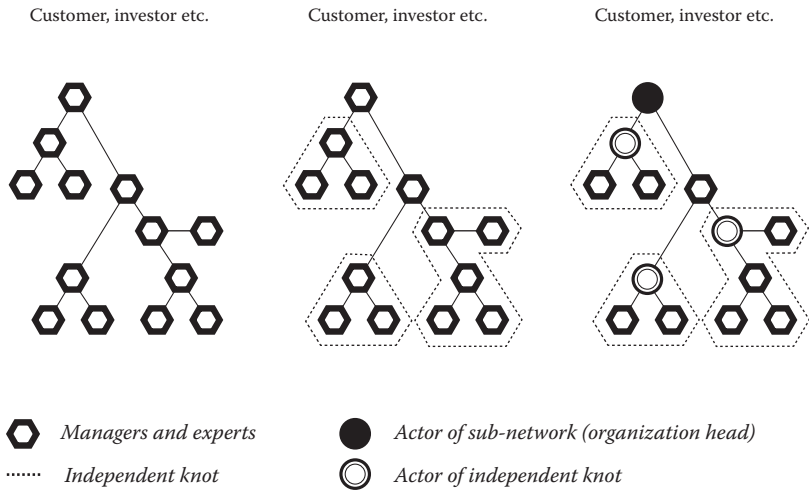 Customer, investor etc.
Customer, investor etc.
Customer, investor etc.
Managers and experts
Actor of sub-network (organization head)
Independent knot
Actor of independent knot